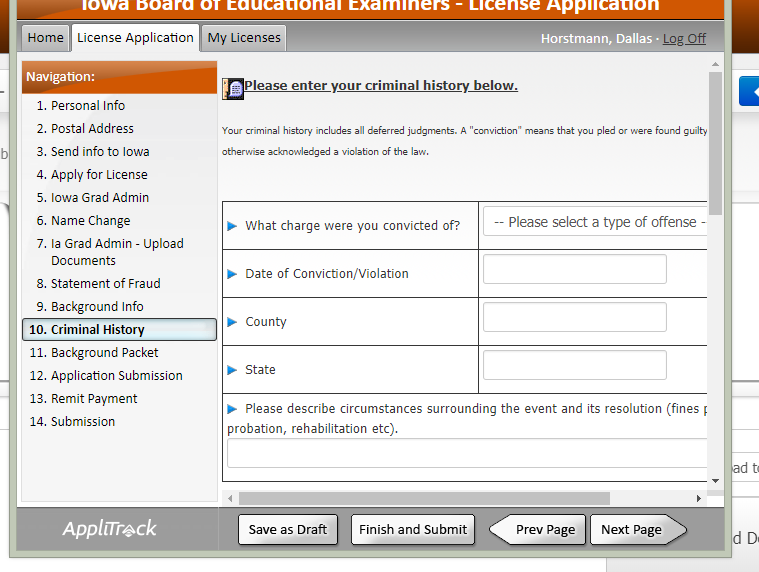 Iowa Board of Educational Examiners - License Application
Home License Application My Licenses Horstmann, Dallas · Log Off
Navigation:
1. Personal Info
2. Postal Address
3. Send info to Iowa
4. Apply for License
5. Iowa Grad Admin
6. Name Change
7. Ia Grad Admin - Upload
Documents
8. Statement of Fraud
9. Background Info
10. Criminal History
11. Background Packet
12. Application Submission
13. Remit Payment
14. Submission
Please enter your criminal history below.
Your criminal history includes all deferred judgments. A "conviction" means that you pled or were found guilty
otherwise acknowledged a violation of the law.
What charge were you convicted of? -- Please select a type of offense -
Date of Conviction/Violation
County
State
Please describe circumstances surrounding the event and its resolution (fines
probation, rehabilitation etc).
AppliTrack
Save as Draft Finish and Submit Prev Page Next Page